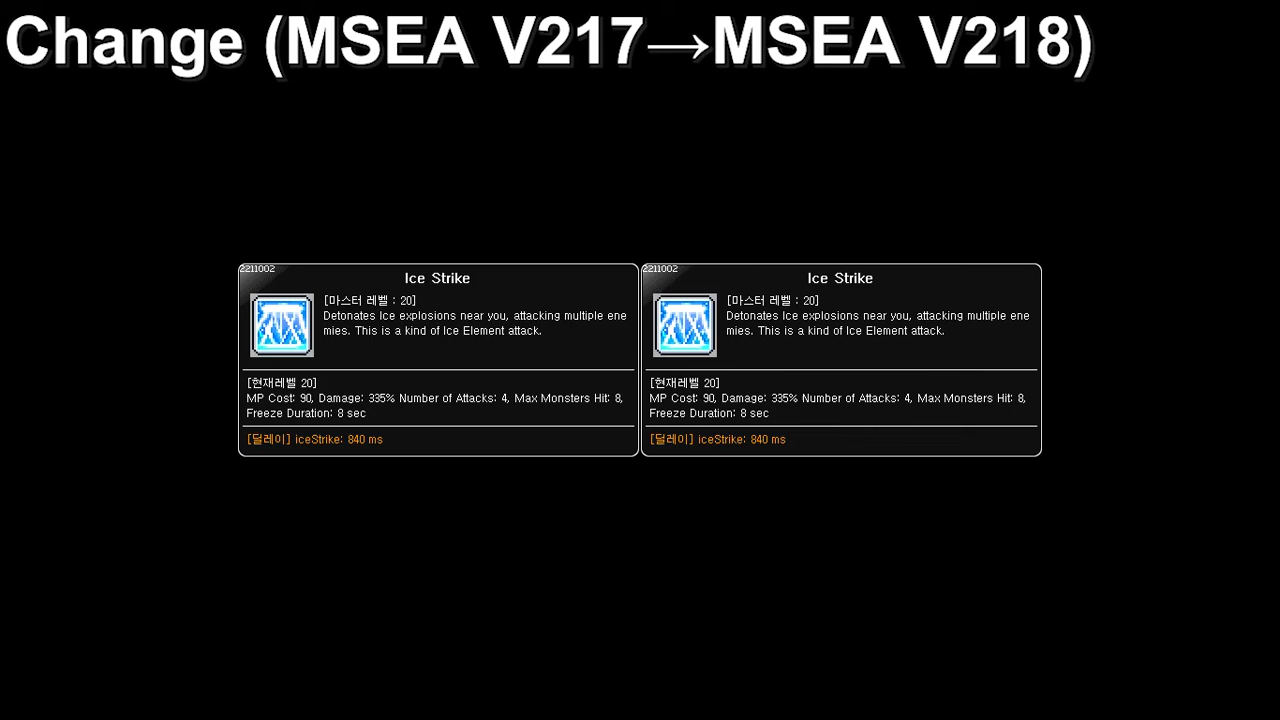 Change (MSEA V217→MSEA V218)
2211002
Ice Strike
[마스터 레벨 : 20]
Detonates Ice explosions near you, attacking multiple ene
mies. This is a kind of Ice Element attack.
[현재레벨 20]
MP Cost: 90, Damage: 335% Number of Attacks: 4, Max Monsters Hit: 8,
Freeze Duration: 8 sec
[딜레이] iceStrike: 840 ms
2211002
Ice Strike
[마스터 레벨 : 20]
Detonates Ice explosions near you, attacking multiple ene
mies. This is a kind of Ice Element attack.
[현재레벨 20]
MP Cost: 90, Damage: 335% Number of Attacks: 4, Max Monsters Hit: 8,
Freeze Duration: 8 sec
[딜레이] iceStrike: 840 ms